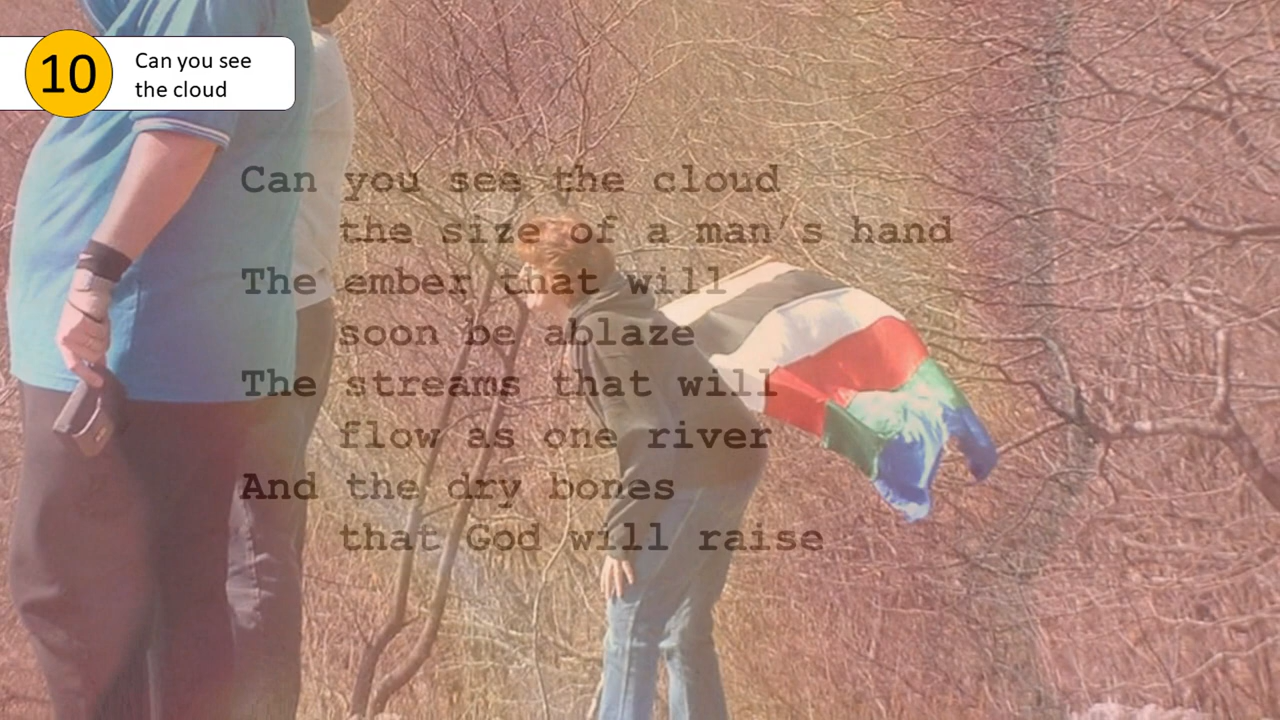 10
Can you see
the cloud
Can you see the cloud
the size of a man's hand
The ember that will
soon be ablaze
The streams that will
flow as one river
And the dry bones
that God will raise